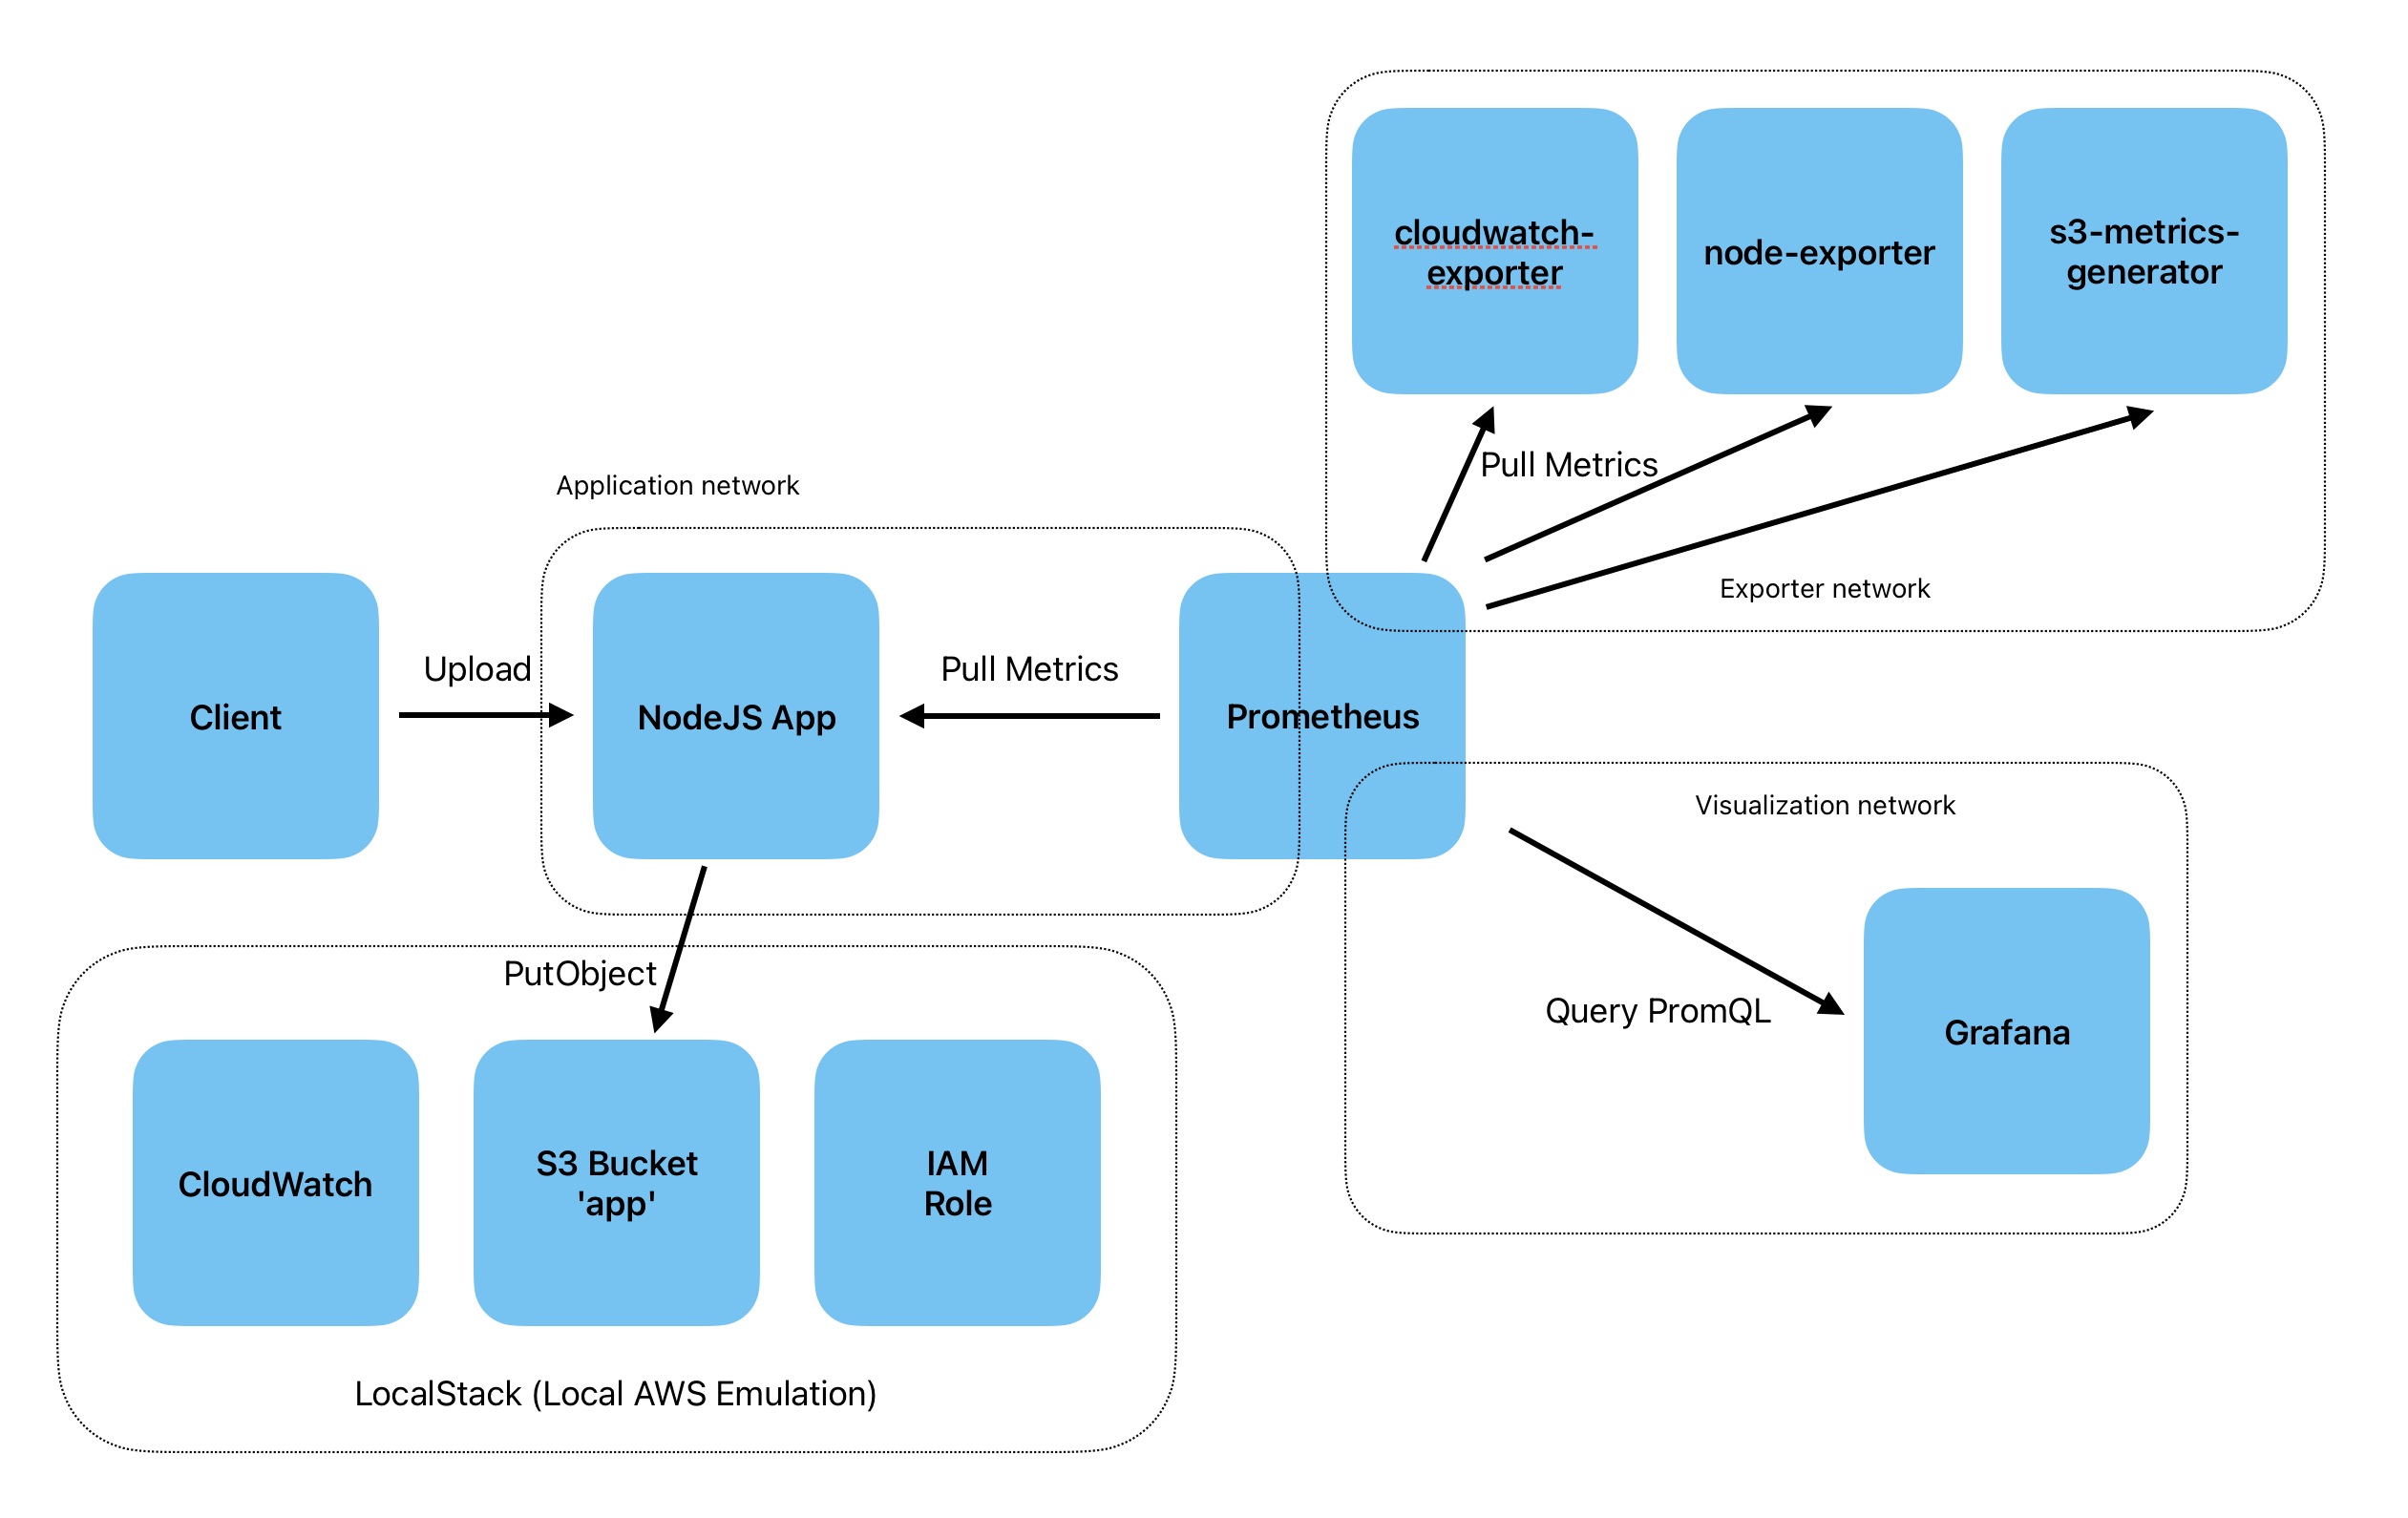 cloudwatch-
exporter
node-exporter
s3-metrics-
generator
Pull Metrics
Application network
Exporter network
Upload
Pull Metrics
Client
NodeJS App
Prometheus
Visualization network
PutObject
Query PromQL
Grafana
CloudWatch
S3 Bucket
'app'
IAM
Role
LocalStack (Local AWS Emulation)